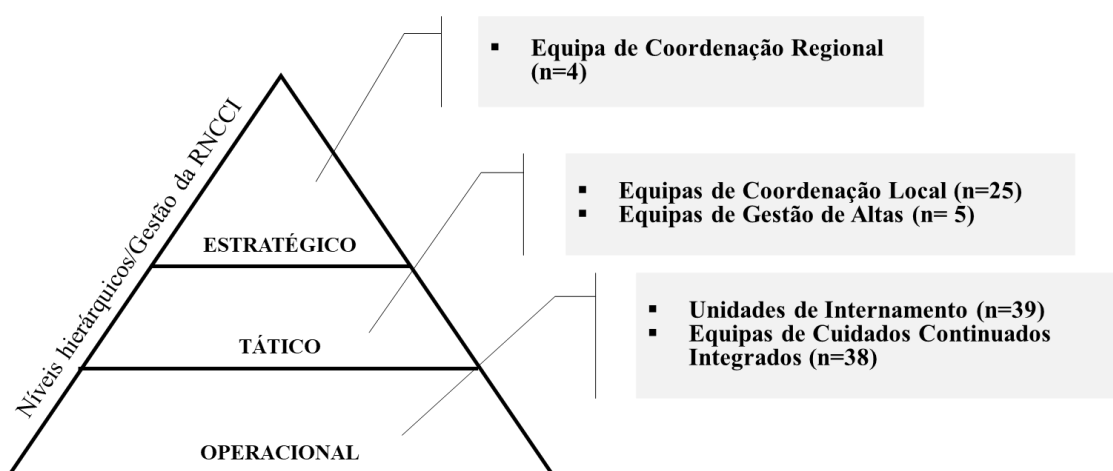 Níveis hierárquicos/Gestão da RNCCI
▪ Equipa de Coordenação Regional
(n=4)
ESTRATÉGICO
▪ Equipas de Coordenação Local (n=25)
▪ Equipas de Gestão de Altas (n= 5)
TÁTICO
▪ Unidades de Internamento (n=39)
▪ Equipas de Cuidados Continuados
Integrados (n=38)
OPERACIONAL